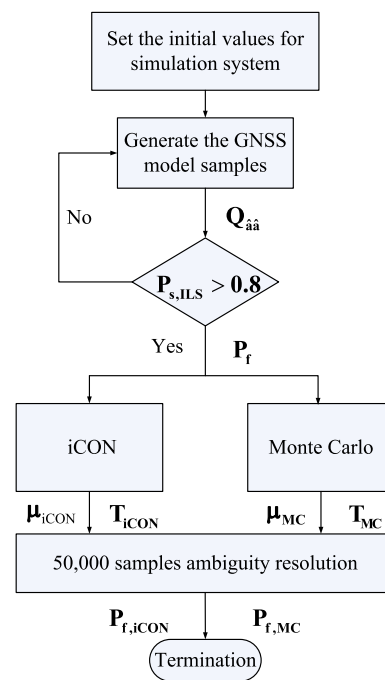 Set the initial values for
simulation system
Generate the GNSS
model samples
No
Q_ââ
P_s,ILS > 0.8
Yes
P_f
iCON
Monte Carlo
μ_iCON
T_iCON
μ_MC
T_MC
50,000 samples ambiguity resolution
P_f,iCON
P_f,MC
Termination